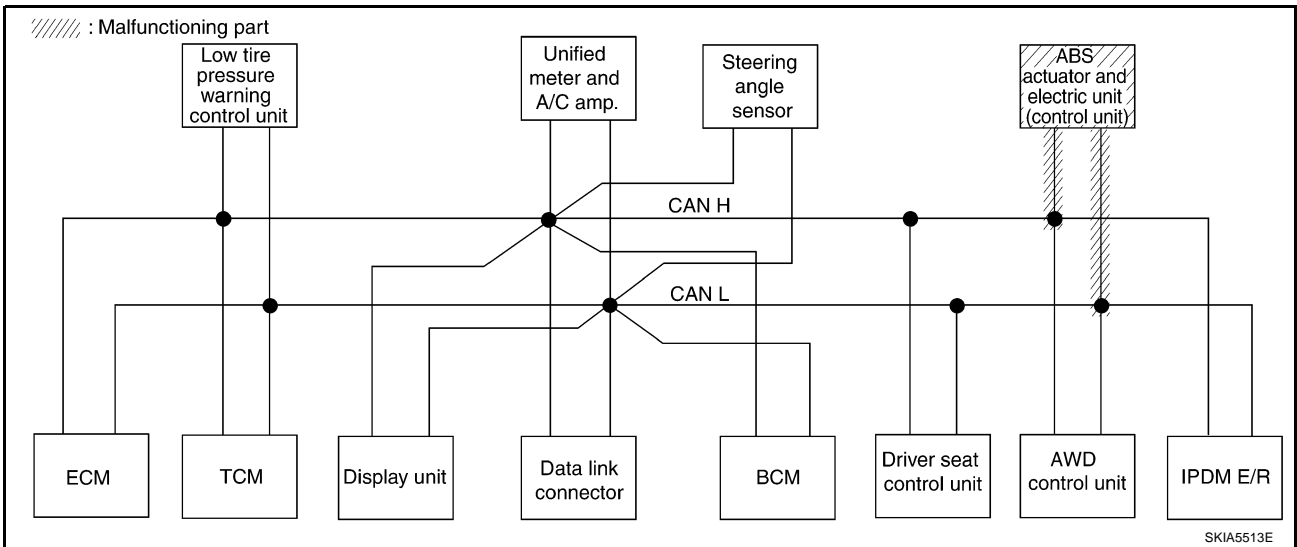 : Malfunctioning part
Low tire
pressure
warning
control unit
Unified
meter and
A/C amp.
Steering
angle
sensor
ABS
actuator and
electric unit
(control unit)
CAN H
CAN L
ECM
TCM
Display unit
Data link
connector
BCM
Driver seat
control unit
AWD
control unit
IPDM E/R
SKIA5513E